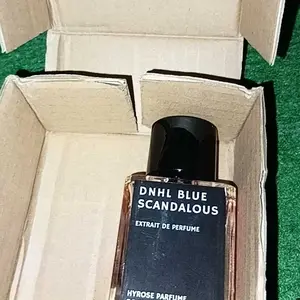 DNHL BLUE
SCANDALOUS
EXTRAIT DE PERFUME
HYROSE PARFUME